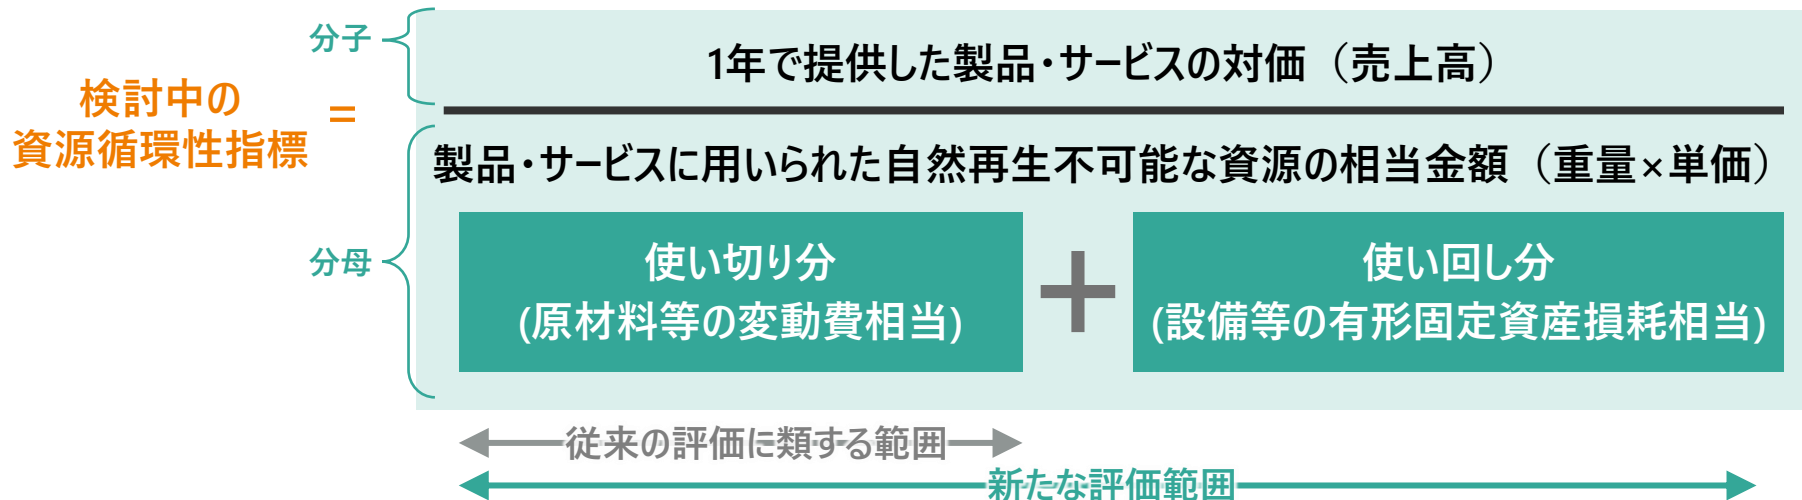 分子
1年で提供した製品・サービスの対価（売上高）
検討中の
資源循環性指標
=
製品・サービスに用いられた自然再生不可能な資源の相当金額（重量×単価）
分母
使い切り分
(原材料等の変動費相当)
+
使い回し分
(設備等の有形固定資産損耗相当)
従来の評価に類する範囲
新たな評価範囲